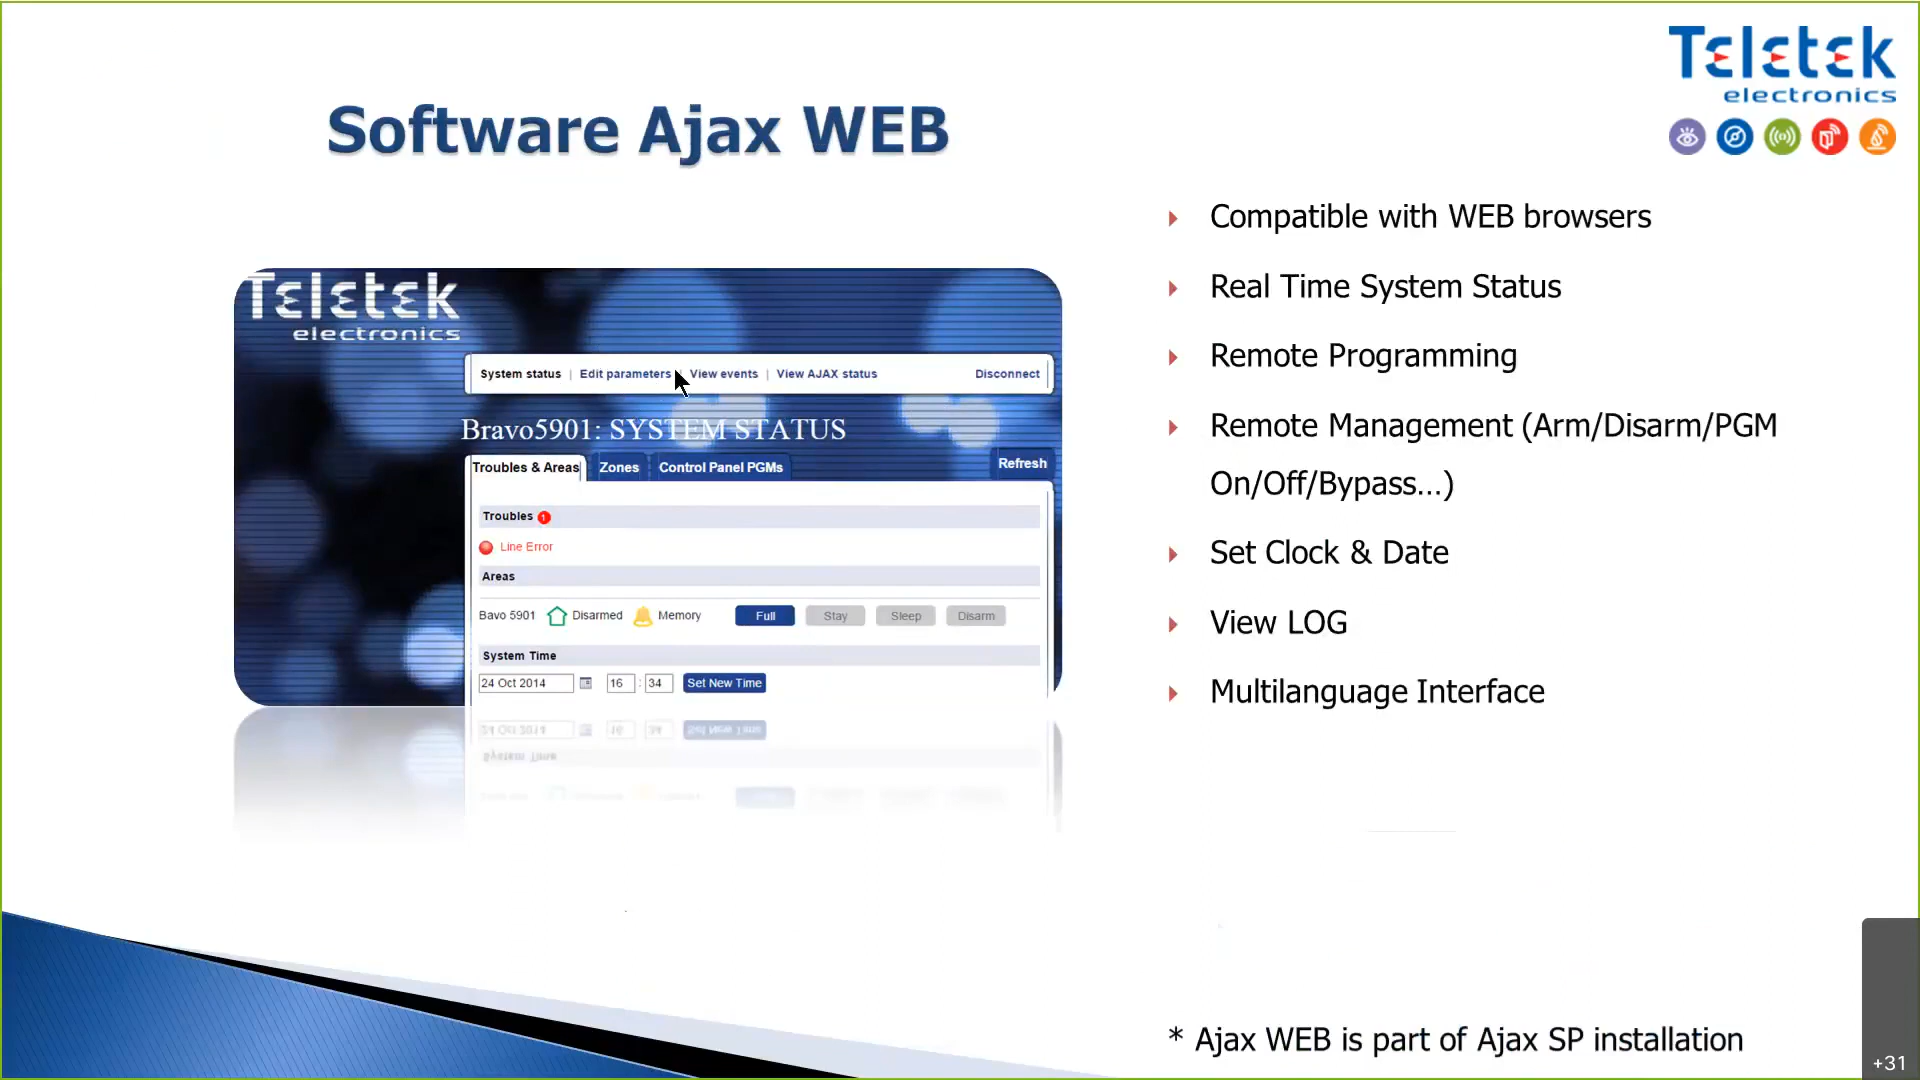 Teletek
electronics
Software Ajax WEB
Teletek
electronics
System status | Edit parameters | View events | View AJAX status Disconnect
Bravo5901: SYSTEM STATUS
Troubles & Areas Zones Control Panel PGMs Refresh
Troubles 1
Line Error
Areas
Bavo 5901 Disarmed Memory Full Stay Sleep Disarm
System Time
24 Oct 2014 16 : 34 Set New Time
Compatible with WEB browsers
Real Time System Status
Remote Programming
Remote Management (Arm/Disarm/PGM
On/Off/Bypass...)
Set Clock & Date
View LOG
Multilanguage Interface
* Ajax WEB is part of Ajax SP installation
+31